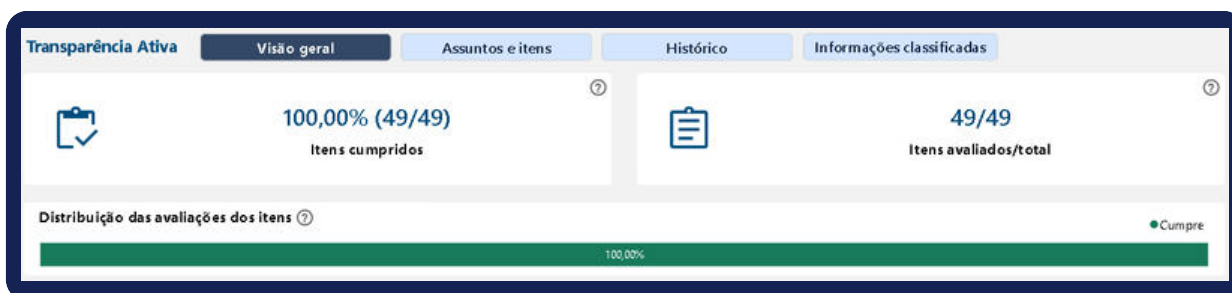 Transparência Ativa
Visão geral
Assuntos e itens
Histórico
Informações classificadas
100,00% (49/49)
Itens cumpridos
49/49
Itens avaliados/total
Distribuição das avaliações dos itens
Cumpre
100,00%